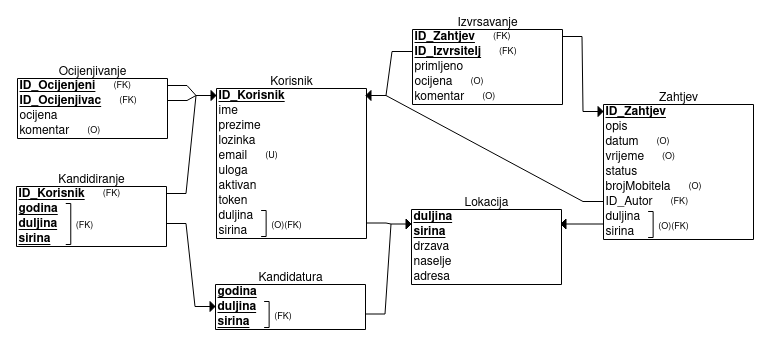 Ocijenjivanje
ID_Ocijenjeni (FK)
ID_Ocijenjivac (FK)
ocijena
komentar (O)
Kandidiranje
ID_Korisnik (FK)
godina
duljina
sirina
(FK)
Korisnik
ID_Korisnik
ime
prezime
lozinka
email (U)
uloga
aktivan
token
duljina
sirina
(O)(FK)
Kandidatura
godina
duljina
sirina
(FK)
Izvrsavanje
ID_Zahtjev (FK)
ID_Izvrsitelj (FK)
primljeno
ocijena (O)
komentar (O)
Lokacija
duljina
sirina
drzava
naselje
adresa
Zahtjev
ID_Zahtjev
opis
datum (O)
vrijeme (O)
status
brojMobitela (O)
ID_Autor (FK)
duljina
sirina
(O)(FK)